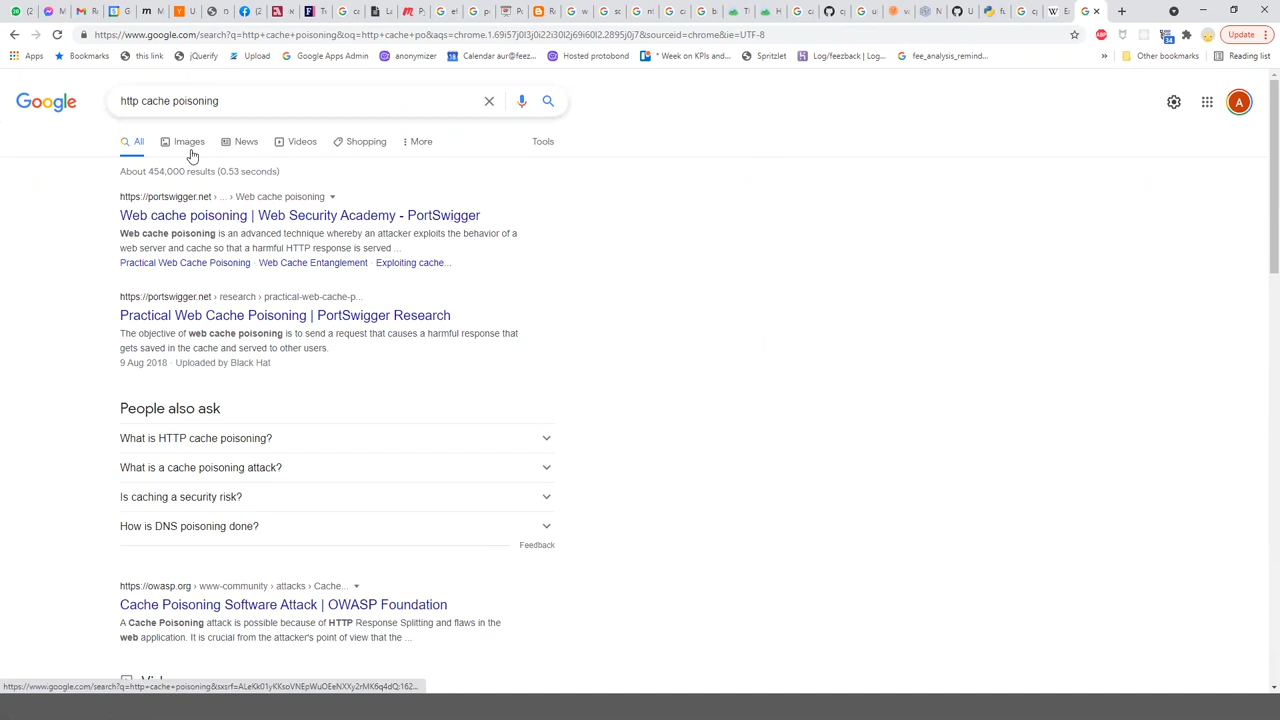 https://www.google.com/search?q=http+cache+poisoning&oq=http+cache+po&aqs=chrome.1.69i57j0l3j0i22i30l2j69i60l2.2895j0j7&sourceid=chrome&ie=UTF-8
Update
Apps
Bookmarks
this link
jQuerify
Upload
Google Apps Admin
anonymizer
Calendar aur@feez...
Hosted protobond
* Week on KPIs and...
Spritzlet
Log/feezback | Log...
fee_analysis_remind...
»
Other bookmarks
Reading list
Google
http cache poisoning
A
All
Images
News
Videos
Shopping
More
Tools
About 454,000 results (0.53 seconds)
https://portswigger.net › ... › Web cache poisoning
Web cache poisoning | Web Security Academy - PortSwigger
Web cache poisoning is an advanced technique whereby an attacker exploits the behavior of a
web server and cache so that a harmful HTTP response is served ...
Practical Web Cache Poisoning · Web Cache Entanglement · Exploiting cache...
https://portswigger.net › research › practical-web-cache-p...
Practical Web Cache Poisoning | PortSwigger Research
The objective of web cache poisoning is to send a request that causes a harmful response that
gets saved in the cache and served to other users.
9 Aug 2018 · Uploaded by Black Hat
People also ask
What is HTTP cache poisoning?
What is a cache poisoning attack?
Is caching a security risk?
How is DNS poisoning done?
Feedback
https://owasp.org › www-community › attacks › Cache...
Cache Poisoning Software Attack | OWASP Foundation
A Cache Poisoning attack is possible because of HTTP Response Splitting and flaws in the
web application. It is crucial from the attacker's point of view that the ...